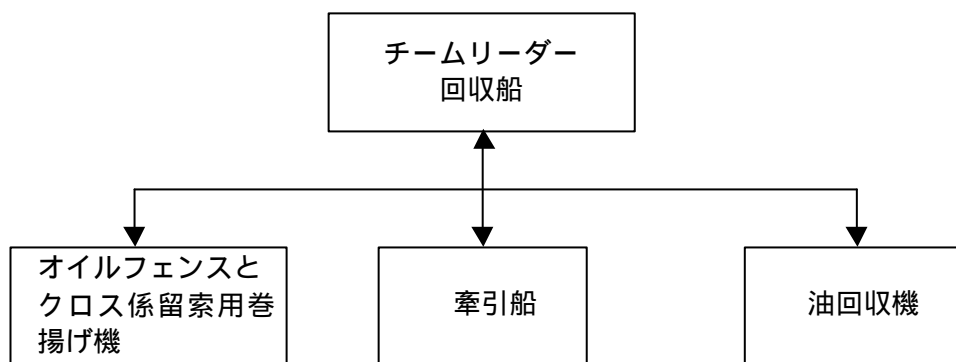 チームリーダー
回収船
オイルフェンスと
クロス係留索用巻
揚げ機
牽引船
油回収機